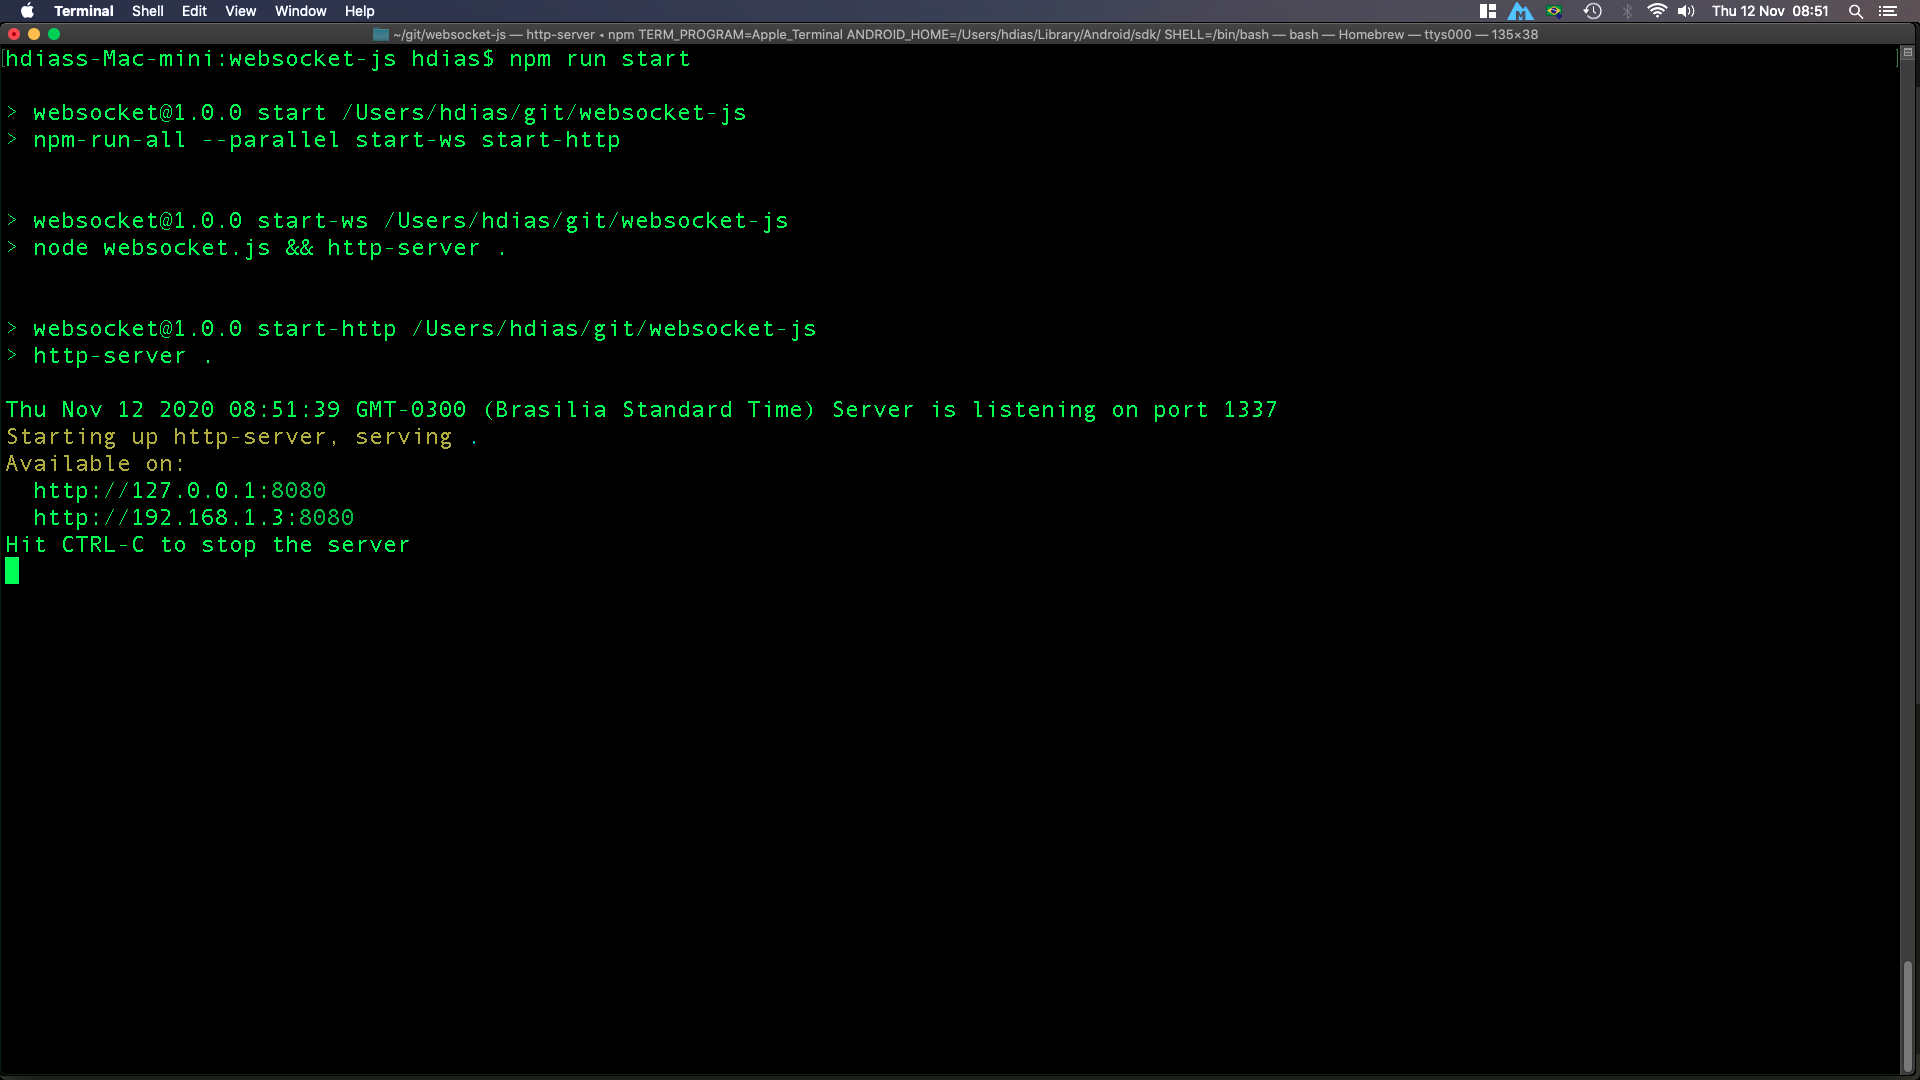 Terminal Shell Edit View Window Help Thu 12 Nov 08:51
~/git/websocket-js — http-server ◂ npm TERM_PROGRAM=Apple_Terminal ANDROID_HOME=/Users/hdias/Library/Android/sdk/ SHELL=/bin/bash — bash — Homebrew — ttys000 — 135×38
[hdiass-Mac-mini:websocket-js hdias$ npm run start ]
> websocket@1.0.0 start /Users/hdias/git/websocket-js
> npm-run-all --parallel start-ws start-http
> websocket@1.0.0 start-ws /Users/hdias/git/websocket-js
> node websocket.js && http-server .
> websocket@1.0.0 start-http /Users/hdias/git/websocket-js
> http-server .
Thu Nov 12 2020 08:51:39 GMT-0300 (Brasilia Standard Time) Server is listening on port 1337
Starting up http-server, serving .
Available on:
http://127.0.0.1:8080
http://192.168.1.3:8080
Hit CTRL-C to stop the server